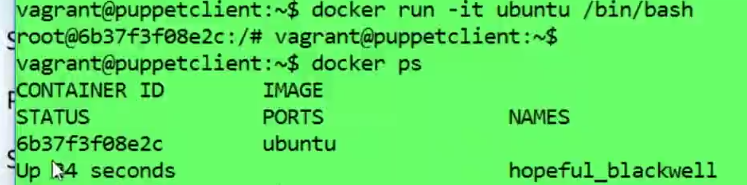 vagrant@puppetclient:~$ docker run -it ubuntu /bin/bash
root@6b37f3f08e2c:/# vagrant@puppetclient:~$
vagrant@puppetclient:~$ docker ps
CONTAINER ID IMAGE
STATUS PORTS NAMES
6b37f3f08e2c ubuntu
Up seconds hopeful_blackwell